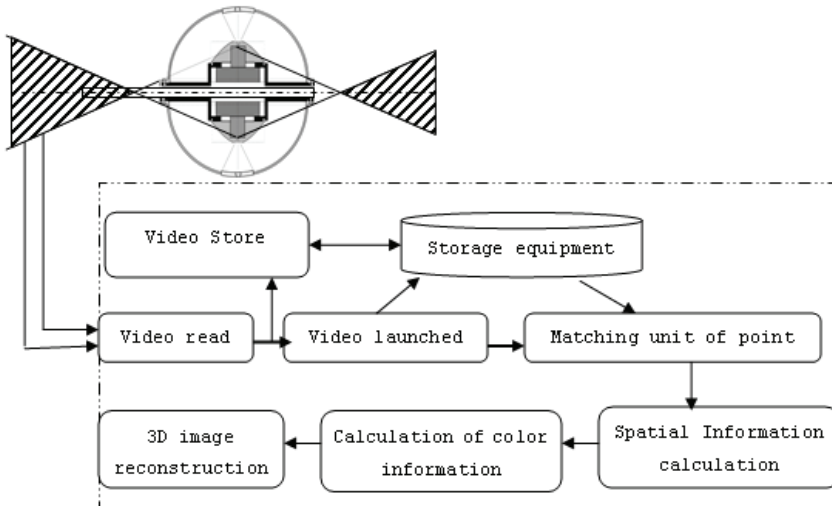 Video Store
Storage equipment
Video read
Video launched
Matching unit of point
3D image
reconstruction
Calculation of color
information
Spatial Information
calculation